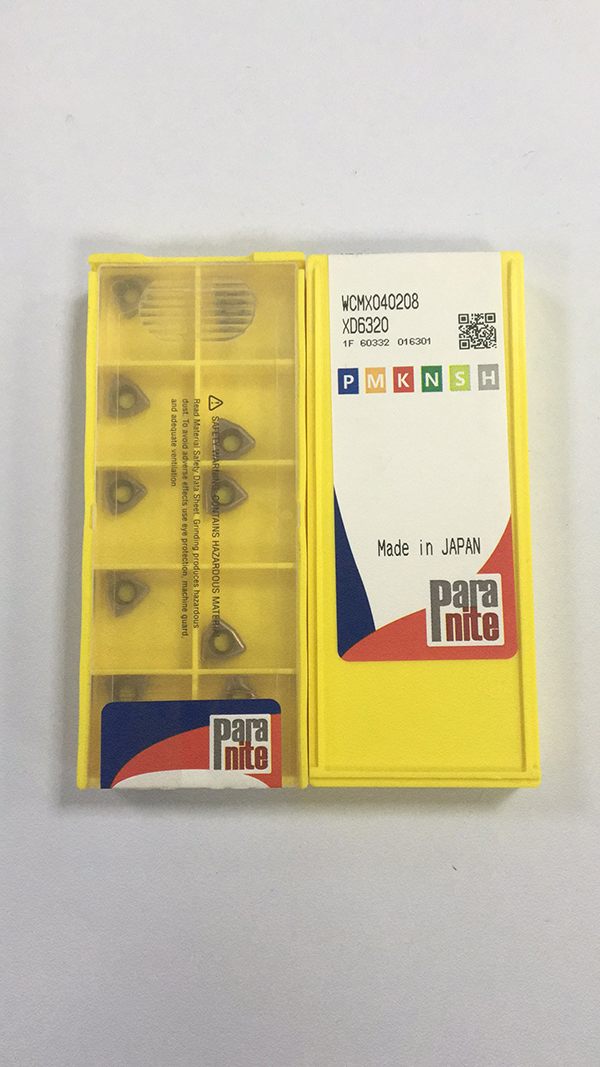 ⚠ SAFETY WARNING: CONTAINS HAZARDOUS MATERIAL
Read Material Safety Data Sheet. Grinding produces hazardous
dust. To avoid adverse effects use eye protection, machine guard,
and adequate ventilation
Para
nite
WCMX040208
XD6320
1F 60332 016301
P M K N S H
Made in JAPAN
Para
nite